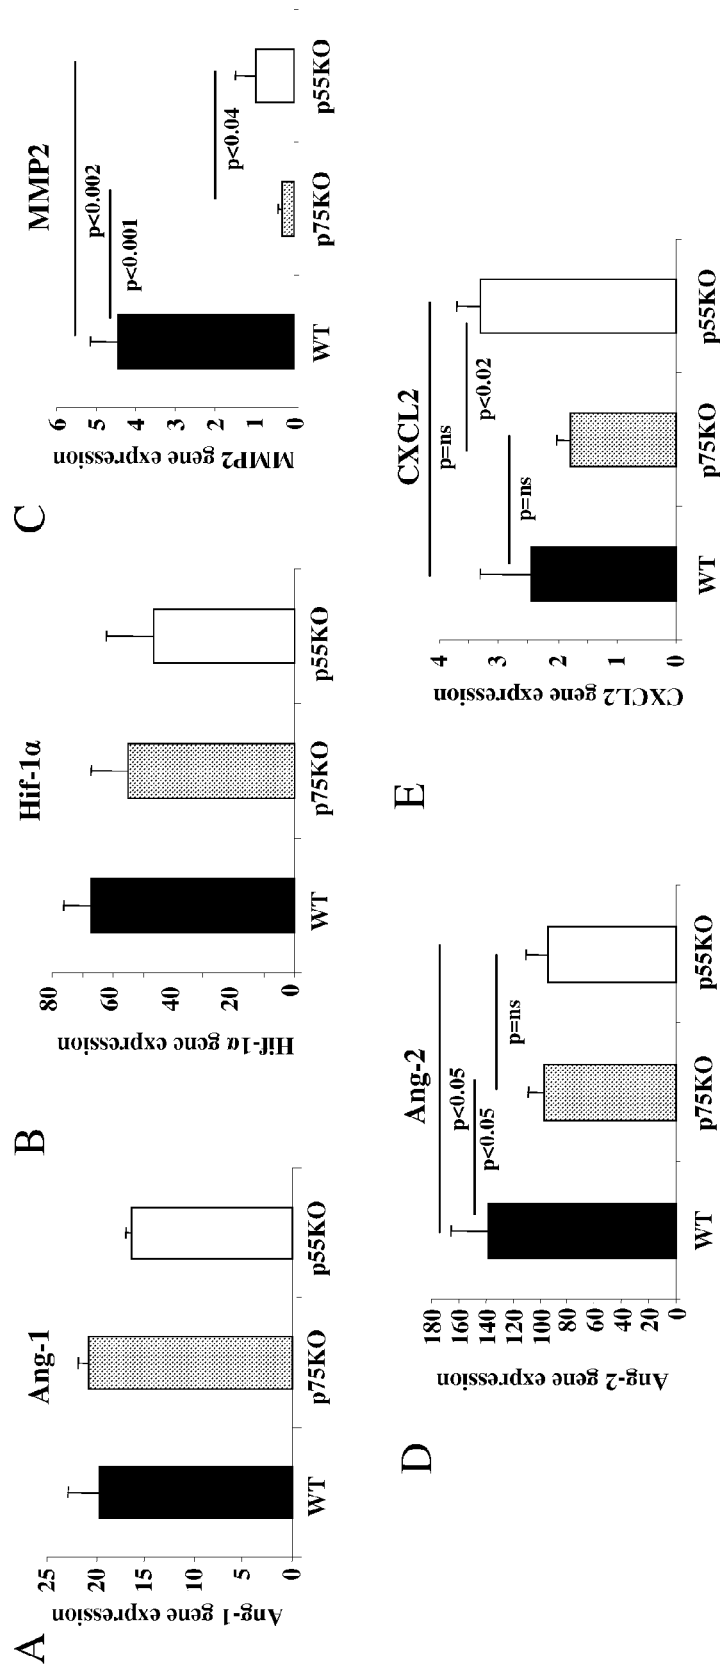 A
Ang-1
Ang-1 gene expression
25
20
15
10
5
0
WT
p75KO
p55KO
B
Hif-1α
Hif-1α gene expression
80
60
40
20
0
WT
p75KO
p55KO
C
MMP2
MMP2 gene expression
6
5
4
3
2
1
0
p<0.002
p<0.001
p<0.04
WT
p75KO
p55KO
D
Ang-2
Ang-2 gene expression
180
160
140
120
100
80
60
40
20
0
p<0.05
p<0.05
p=ns
WT
p75KO
p55KO
E
CXCL2
CXCL2 gene expression
4
3
2
1
0
p=ns
p<0.02
p=ns
WT
p75KO
p55KO